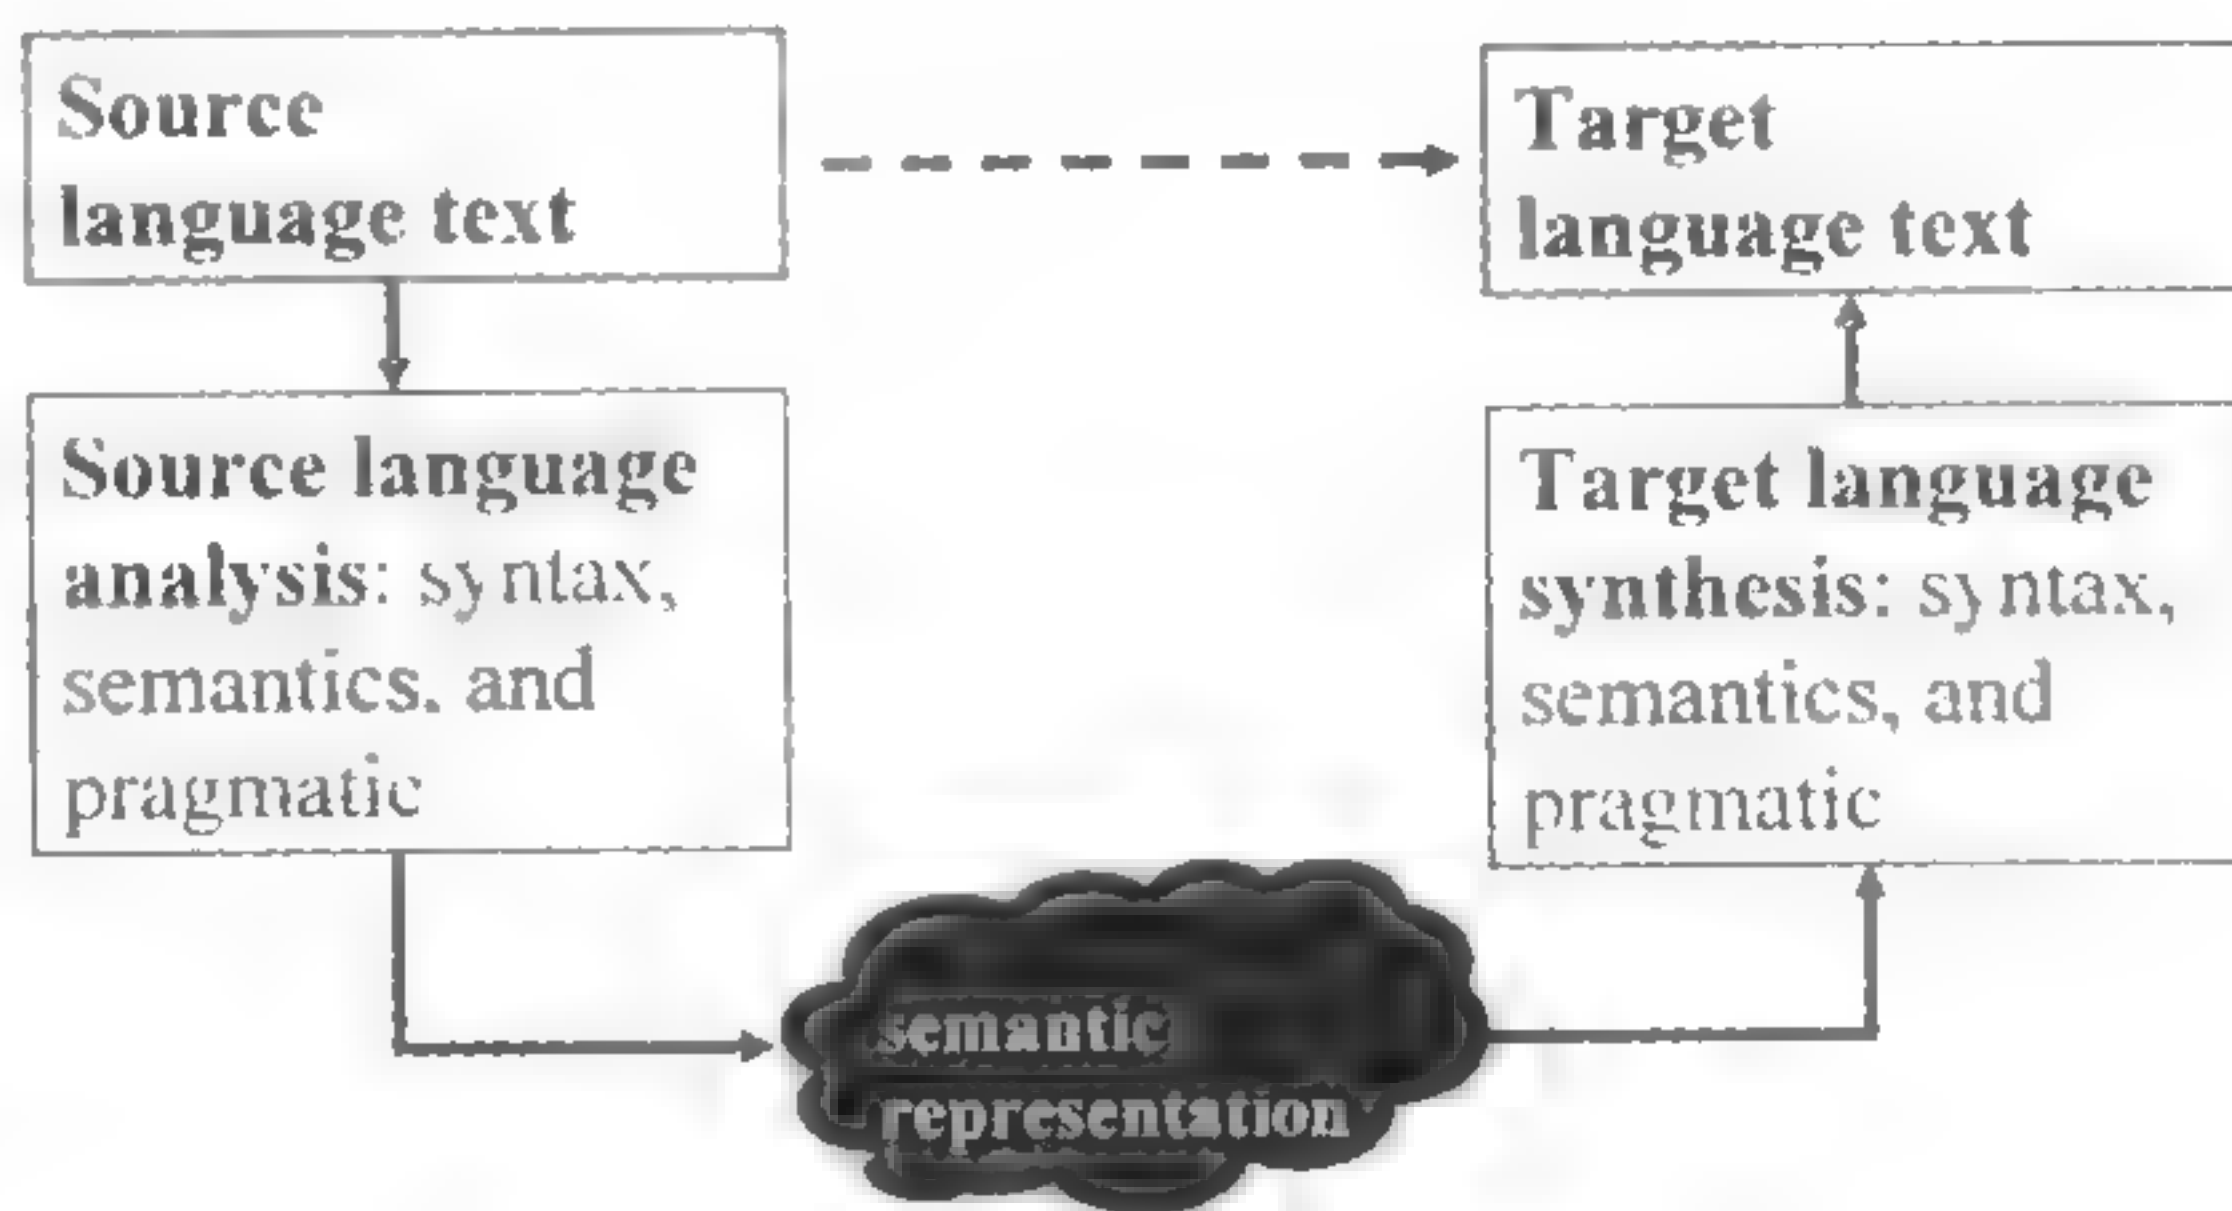 Source
language text
Target
language text
Source language
analysis: syntax,
semantics, and
pragmatic
Target language
synthesis: syntax,
semantics, and
pragmatic
semantic
representation